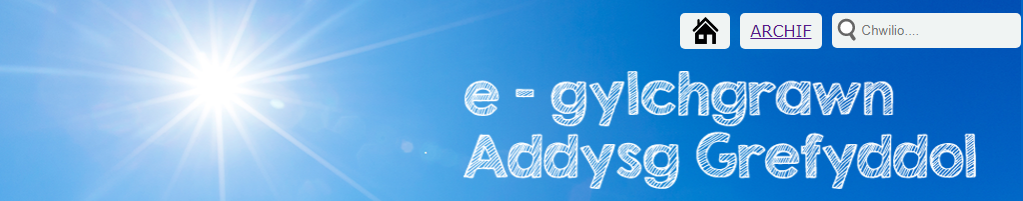 ARCHIF
Chwilio....
e - gylchgrawn
Addysg Grefyddol